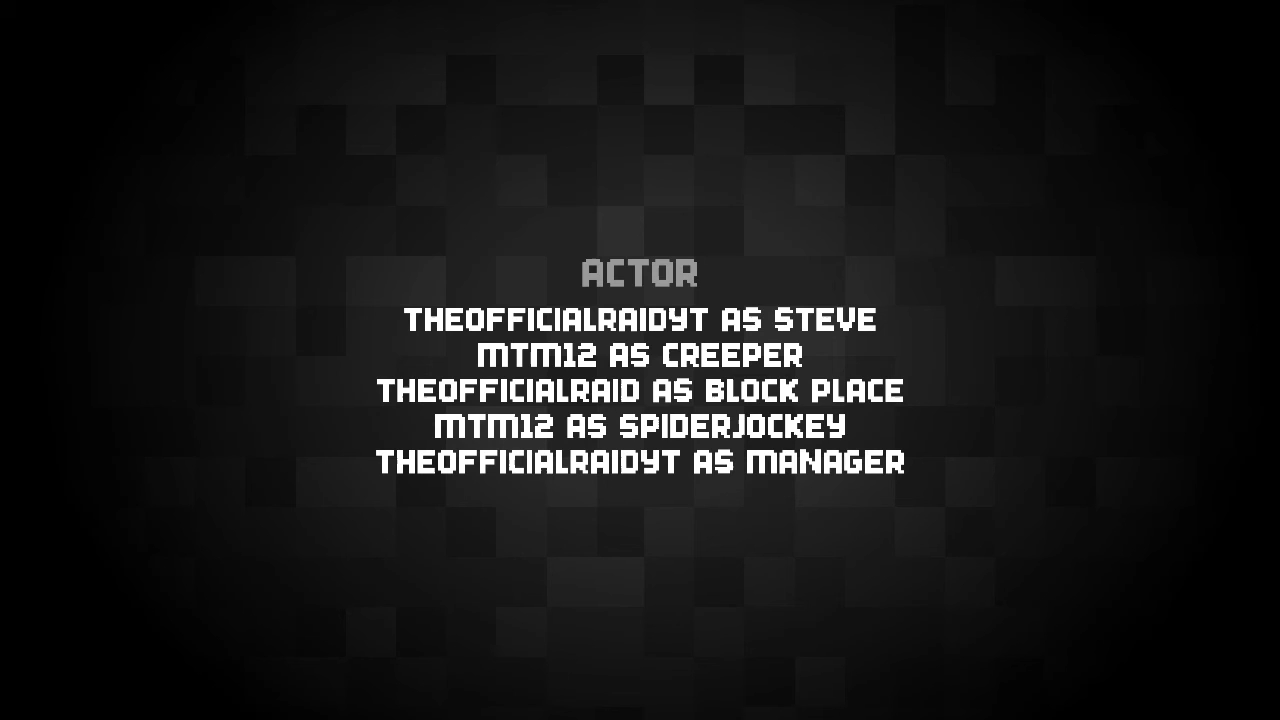 ACTOR
THEOFFICIALRAIDYT AS STEVE
MTM12 AS CREEPER
THEOFFICIALRAID AS BLOCK PLACE
MTM12 AS SPIDERJOCKEY
THEOFFICIALRAIDYT AS MANAGER